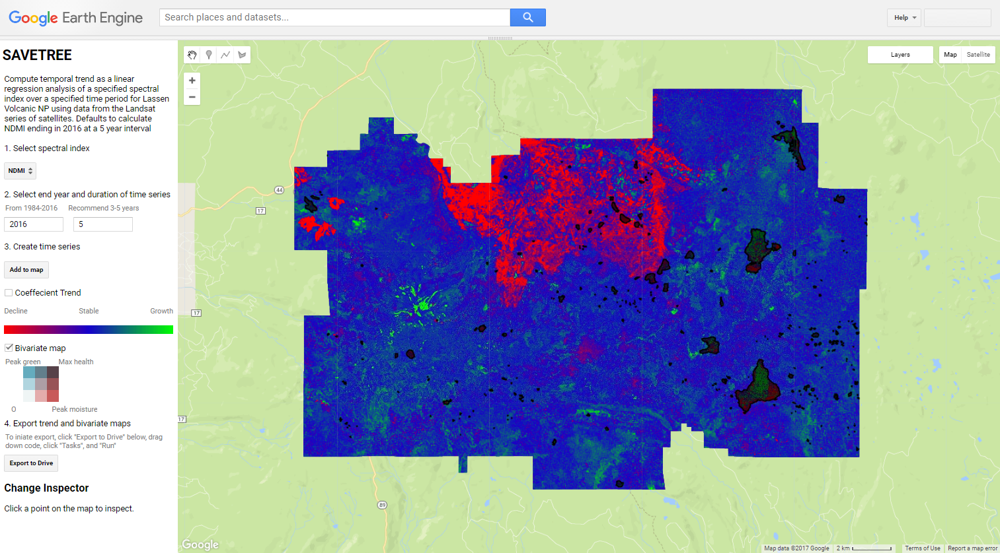 Google Earth Engine
Search places and datasets...
Help
SAVETREE
Compute temporal trend as a linear
regression analysis of a specified spectral
index over a specified time period for Lassen
Volcanic NP using data from the Landsat
series of satellites. Defaults to calculate
NDMI ending in 2016 at a 5 year interval
1. Select spectral index
NDMI
2. Select end year and duration of time series
From 1984-2016 Recommend 3-5 years
2016 5
3. Create time series
Add to map
Coeffecient Trend
Decline Stable Growth
Bivariate map
Peak green Max health
O Peak moisture
4. Export trend and bivariate maps
To iniate export, click "Export to Drive" below, drag
down code, click "Tasks", and "Run"
Export to Drive
Change Inspector
Click a point on the map to inspect.
+
−
Layers
Map Satellite
44
17
17
17
89
Google
Map data ©2017 Google 2 km Terms of Use Report a map error